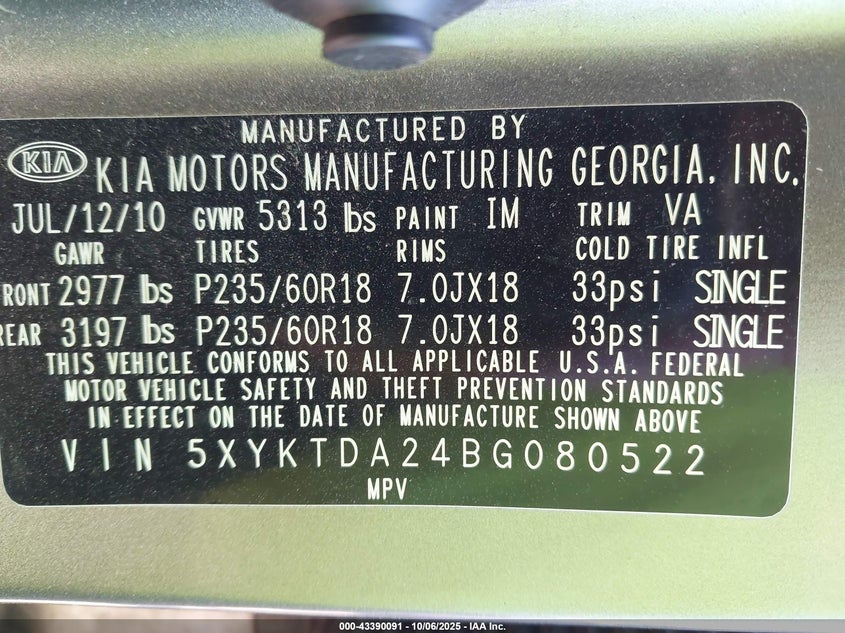 MANUFACTURED BY
KIA KIA MOTORS MANUFACTURING GEORGIA, INC.
JUL/12/10 GVWR 5313 lbs PAINT IM TRIM VA
GAWR TIRES RIMS COLD TIRE INFL
FRONT 2977 lbs P235/60R18 7.0JX18 33psi SINGLE
REAR 3197 lbs P235/60R18 7.0JX18 33psi SINGLE
THIS VEHICLE CONFORMS TO ALL APPLICABLE U.S.A. FEDERAL
MOTOR VEHICLE SAFETY AND THEFT PREVENTION STANDARDS
IN EFFECT ON THE DATE OF MANUFACTURE SHOWN ABOVE
VIN 5XYKTDA24BG080522
MPV
000-43390091 - 10/06/2025 - IAA Inc.